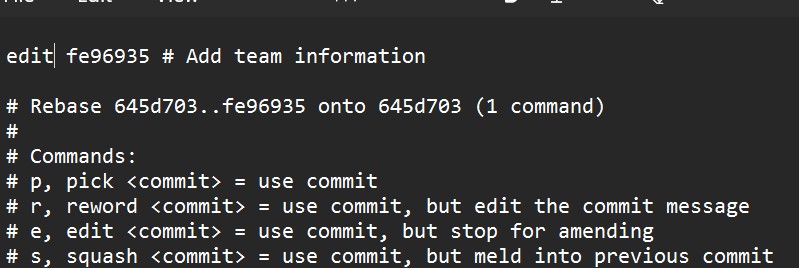 edit fe96935 # Add team information
# Rebase 645d703..fe96935 onto 645d703 (1 command)
#
# Commands:
# p, pick <commit> = use commit
# r, reword <commit> = use commit, but edit the commit message
# e, edit <commit> = use commit, but stop for amending
# s, squash <commit> = use commit, but meld into previous commit